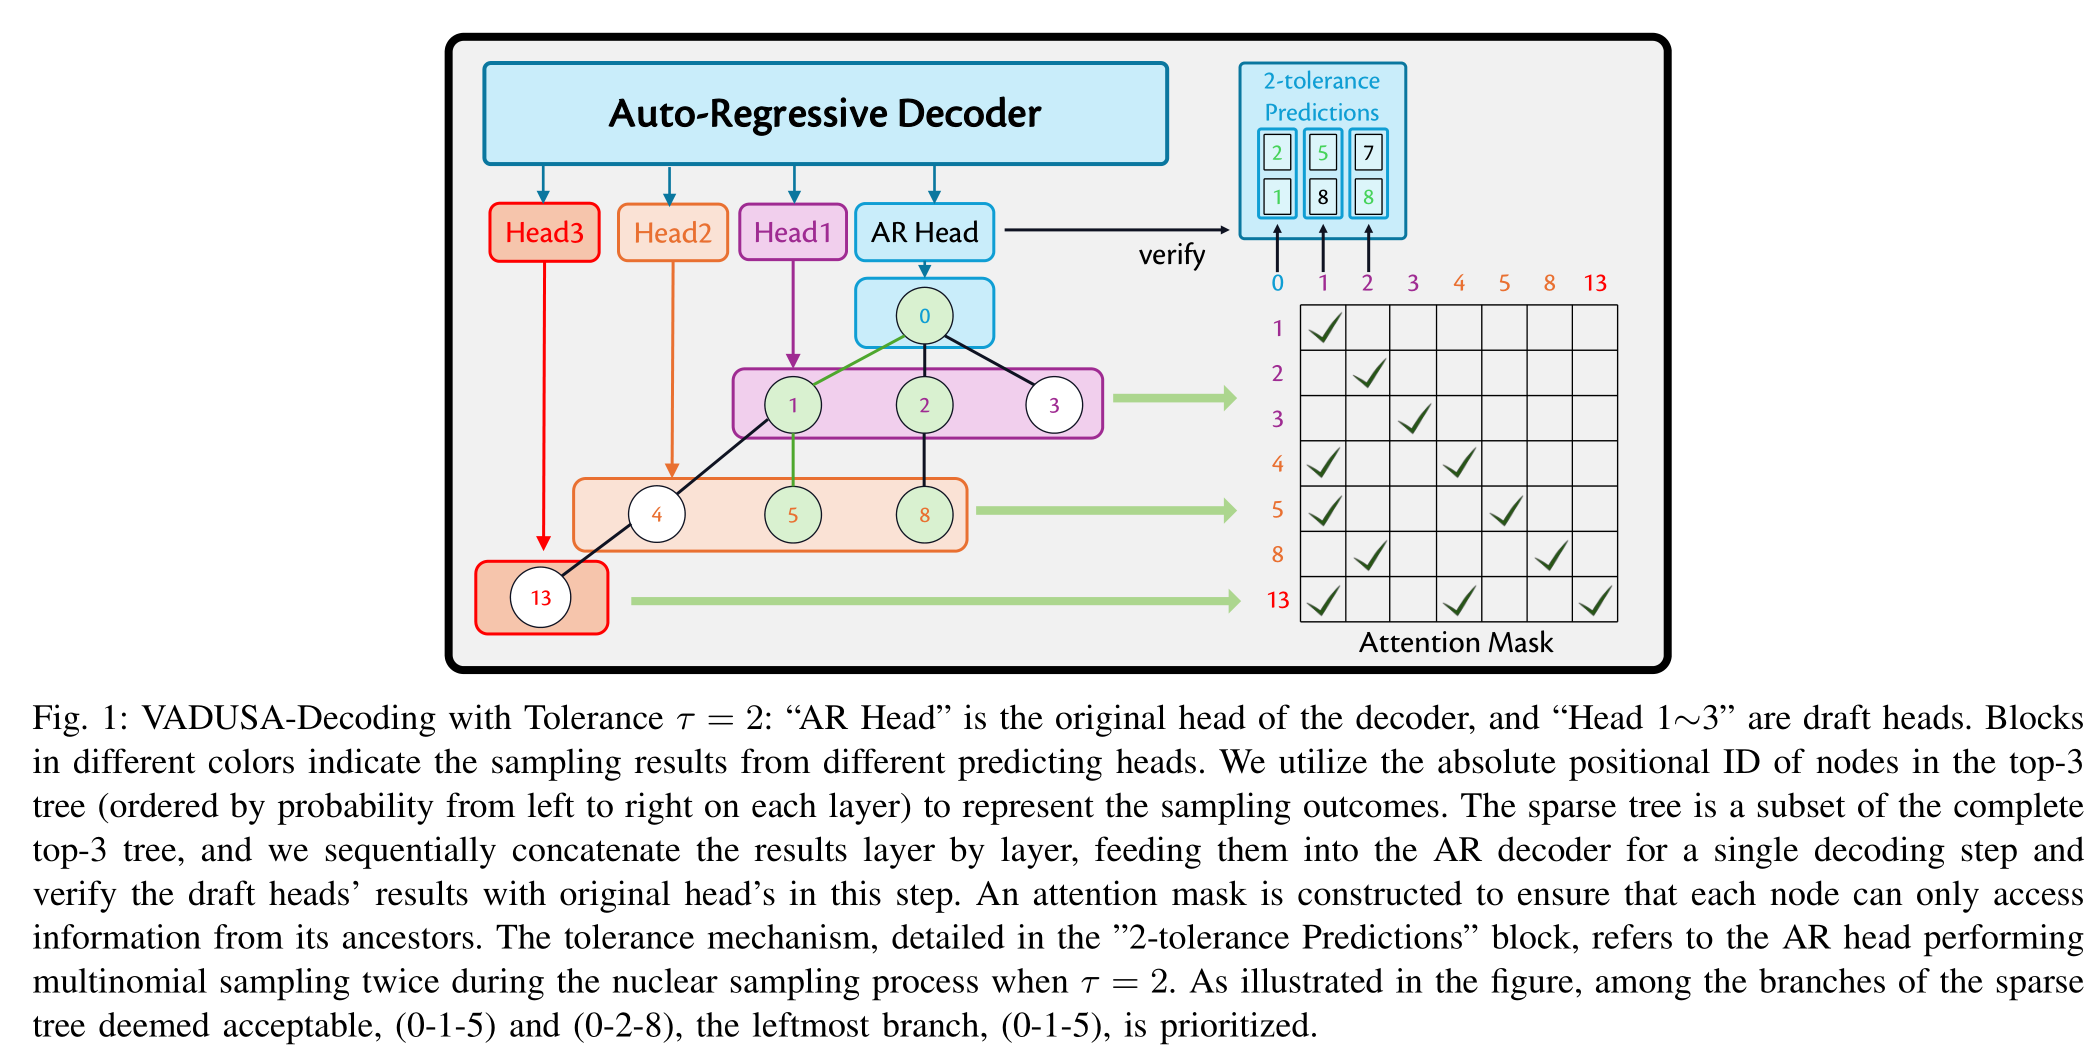 Auto-Regressive Decoder
2-tolerance
Predictions
2 5 7
1 8 8
Head3 Head2 Head1 AR Head
verify
0 1 2 3 4 5 8 13
0
1
1 2 3
2
3
4
4 5 8
5
8
13
13
Attention Mask
Fig. 1: VADUSA-Decoding with Tolerance τ = 2: “AR Head” is the original head of the decoder, and “Head 1∼3” are draft heads. Blocks
in different colors indicate the sampling results from different predicting heads. We utilize the absolute positional ID of nodes in the top-3
tree (ordered by probability from left to right on each layer) to represent the sampling outcomes. The sparse tree is a subset of the complete
top-3 tree, and we sequentially concatenate the results layer by layer, feeding them into the AR decoder for a single decoding step and
verify the draft heads’ results with original head’s in this step. An attention mask is constructed to ensure that each node can only access
information from its ancestors. The tolerance mechanism, detailed in the ”2-tolerance Predictions” block, refers to the AR head performing
multinomial sampling twice during the nuclear sampling process when τ = 2. As illustrated in the figure, among the branches of the sparse
tree deemed acceptable, (0-1-5) and (0-2-8), the leftmost branch, (0-1-5), is prioritized.